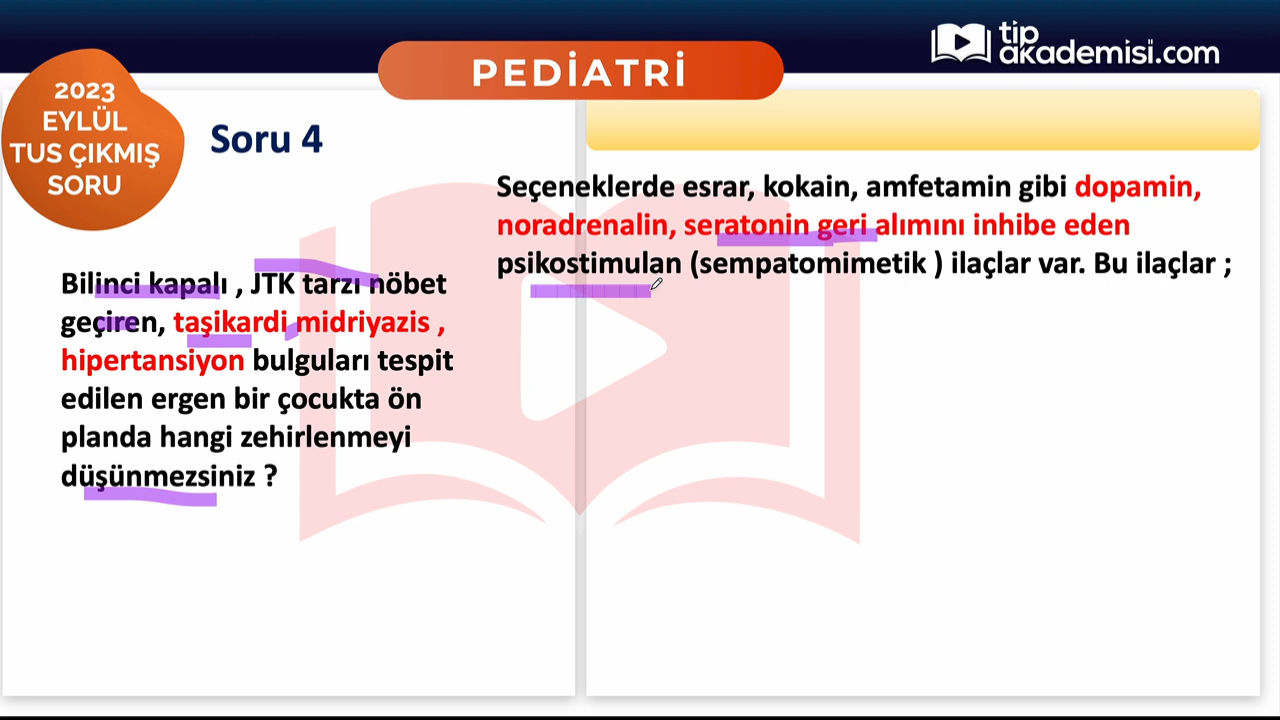 tıp
akademisi.com
PEDİATRİ
2023
EYLÜL
TUS ÇIKMIŞ
SORU
Soru 4
Bilinci kapalı , JTK tarzı nöbet
geçiren, taşikardi, midriyazis ,
hipertansiyon bulguları tespit
edilen ergen bir çocukta ön
planda hangi zehirlenmeyi
düşünmezsiniz ?
Seçeneklerde esrar, kokain, amfetamin gibi dopamin,
noradrenalin, seratonin geri alımını inhibe eden
psikostimulan (sempatomimetik ) ilaçlar var. Bu ilaçlar ;